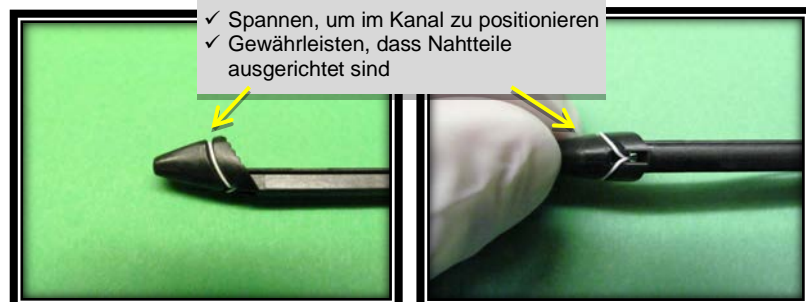 ✓ Spannen, um im Kanal zu positionieren
✓ Gewährleisten, dass Nahtteile
ausgerichtet sind